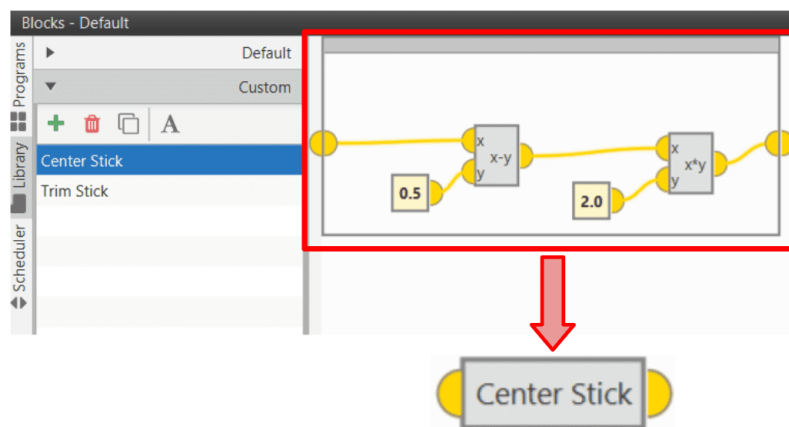 Blocks - Default
Programs
Library
Scheduler
Default
Custom
A
Center Stick
Trim Stick
x
y
x-y
0.5
x
y
x*y
2.0
Center Stick